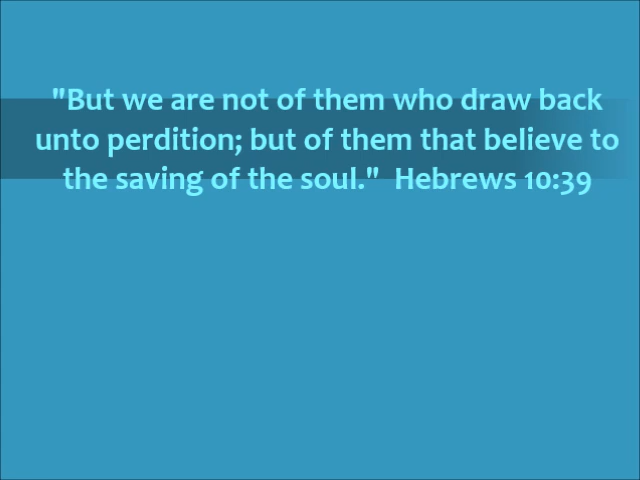 "But we are not of them who draw back
unto perdition; but of them that believe to
the saving of the soul."  Hebrews 10:39